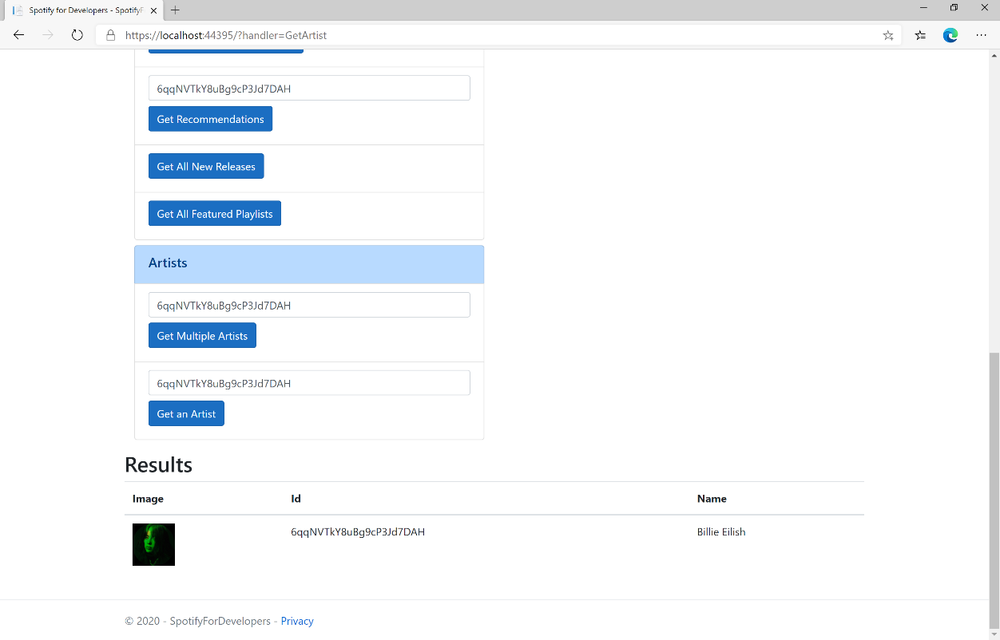 Spotify for Developers - SpotifyF
https://localhost:44395/?handler=GetArtist
6qqNVTkY8uBg9cP3Jd7DAH
Get Recommendations
Get All New Releases
Get All Featured Playlists
Artists
6qqNVTkY8uBg9cP3Jd7DAH
Get Multiple Artists
6qqNVTkY8uBg9cP3Jd7DAH
Get an Artist
Results
Image Id Name
6qqNVTkY8uBg9cP3Jd7DAH Billie Eilish
© 2020 - SpotifyForDevelopers - Privacy